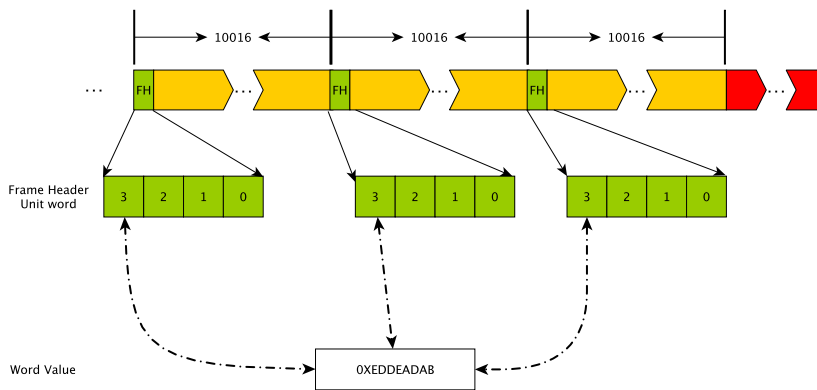 10016 10016 10016
... FH ... FH ... FH ... ...
Frame Header
Unit word
3 2 1 0 3 2 1 0 3 2 1 0
Word Value
0XEDDEADAB